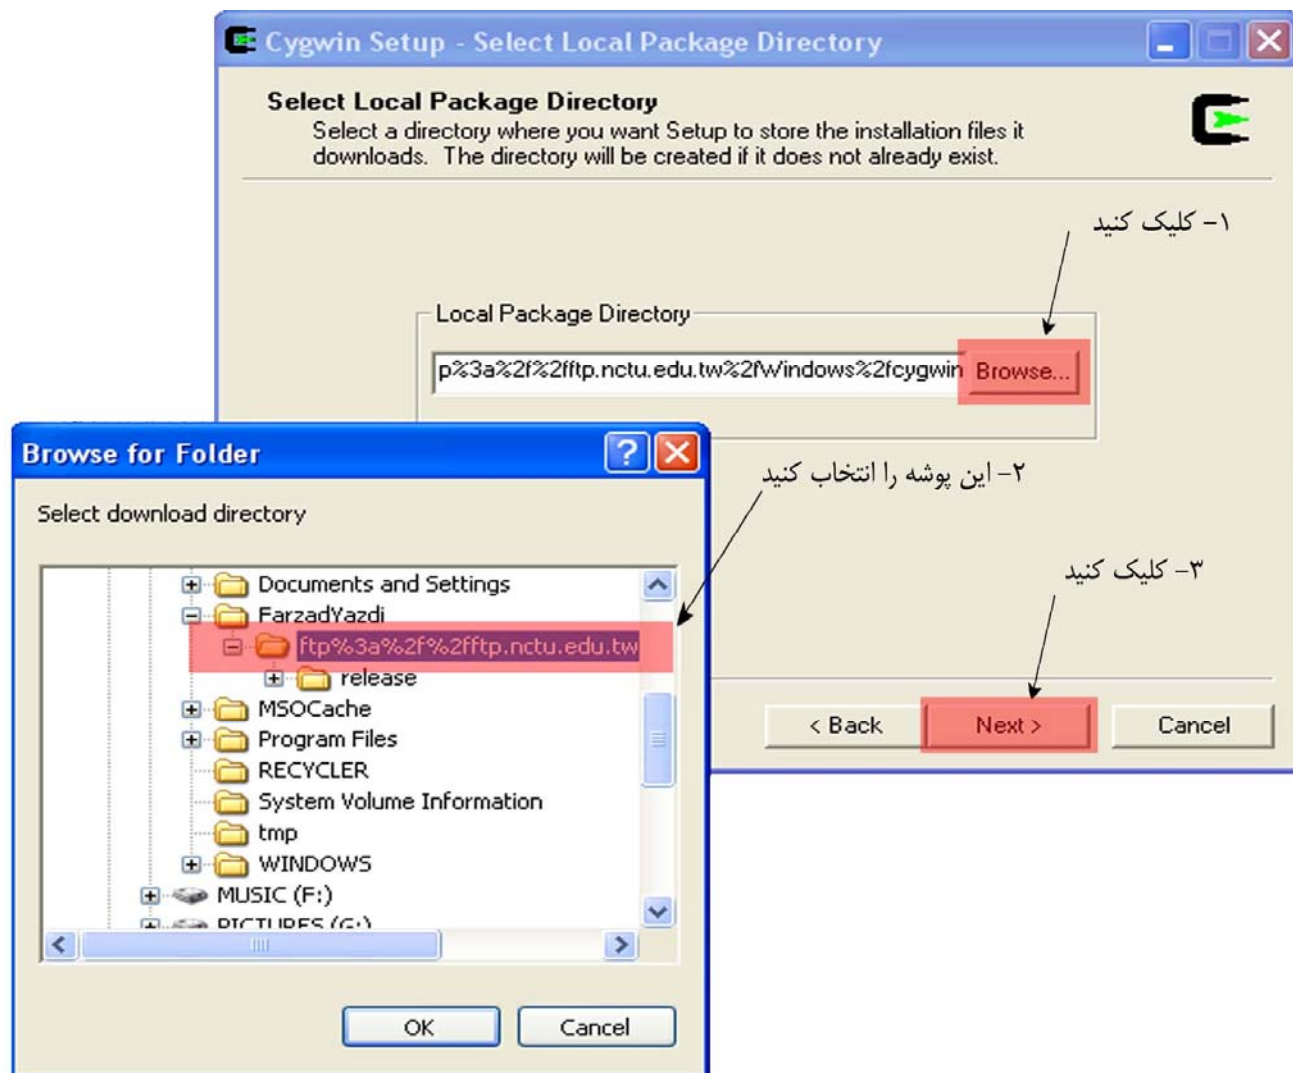 Cygwin Setup - Select Local Package Directory
Select Local Package Directory
Select a directory where you want Setup to store the installation files it
downloads. The directory will be created if it does not already exist.
۱- کلیک کنید
Local Package Directory
p%3a%2f%2fftp.nctu.edu.tw%2fWindows%2fcygwin Browse...
Browse for Folder
۲- این پوشه را انتخاب کنید
Select download directory
Documents and Settings
FarzadYazdi
ftp%3a%2f%2fftp.nctu.edu.tw
release
MSOCache
Program Files
RECYCLER
System Volume Information
tmp
WINDOWS
MUSIC (F:)
PICTURES (G:)
۳- کلیک کنید
< Back Next > Cancel
OK Cancel